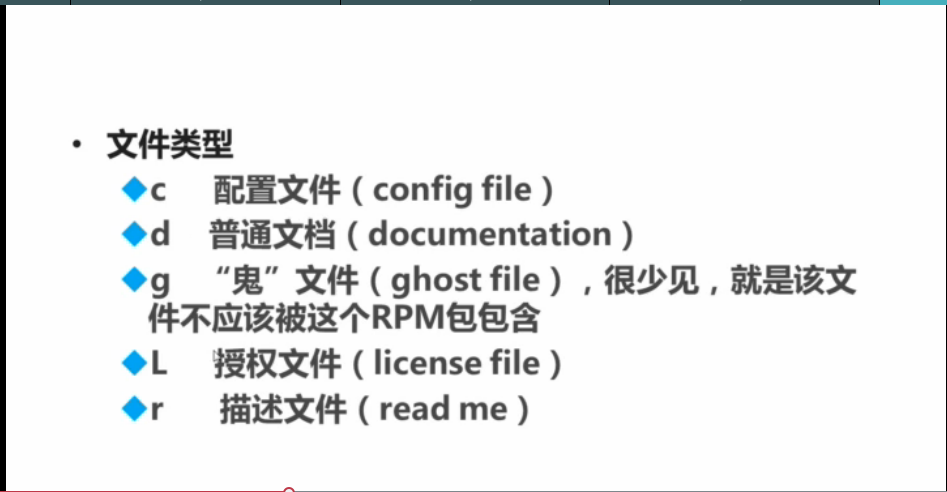 • 文件类型
◆c 配置文件（config file）
◆d 普通文档（documentation）
◆g “鬼”文件（ghost file），很少见，就是该文
件不应该被这个RPM包包含
◆L 授权文件（license file）
◆r 描述文件（read me）